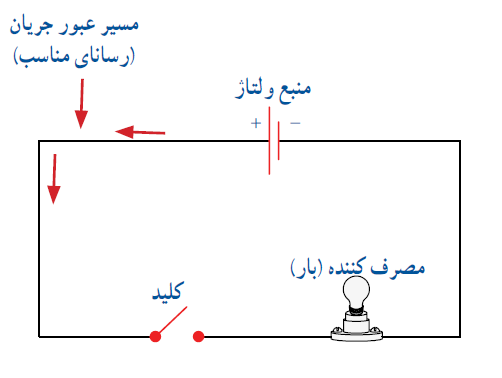 مسیر عبور جریان
(رسانای مناسب)
منبع ولتاژ
+ −
مصرف کننده (بار)
کلید